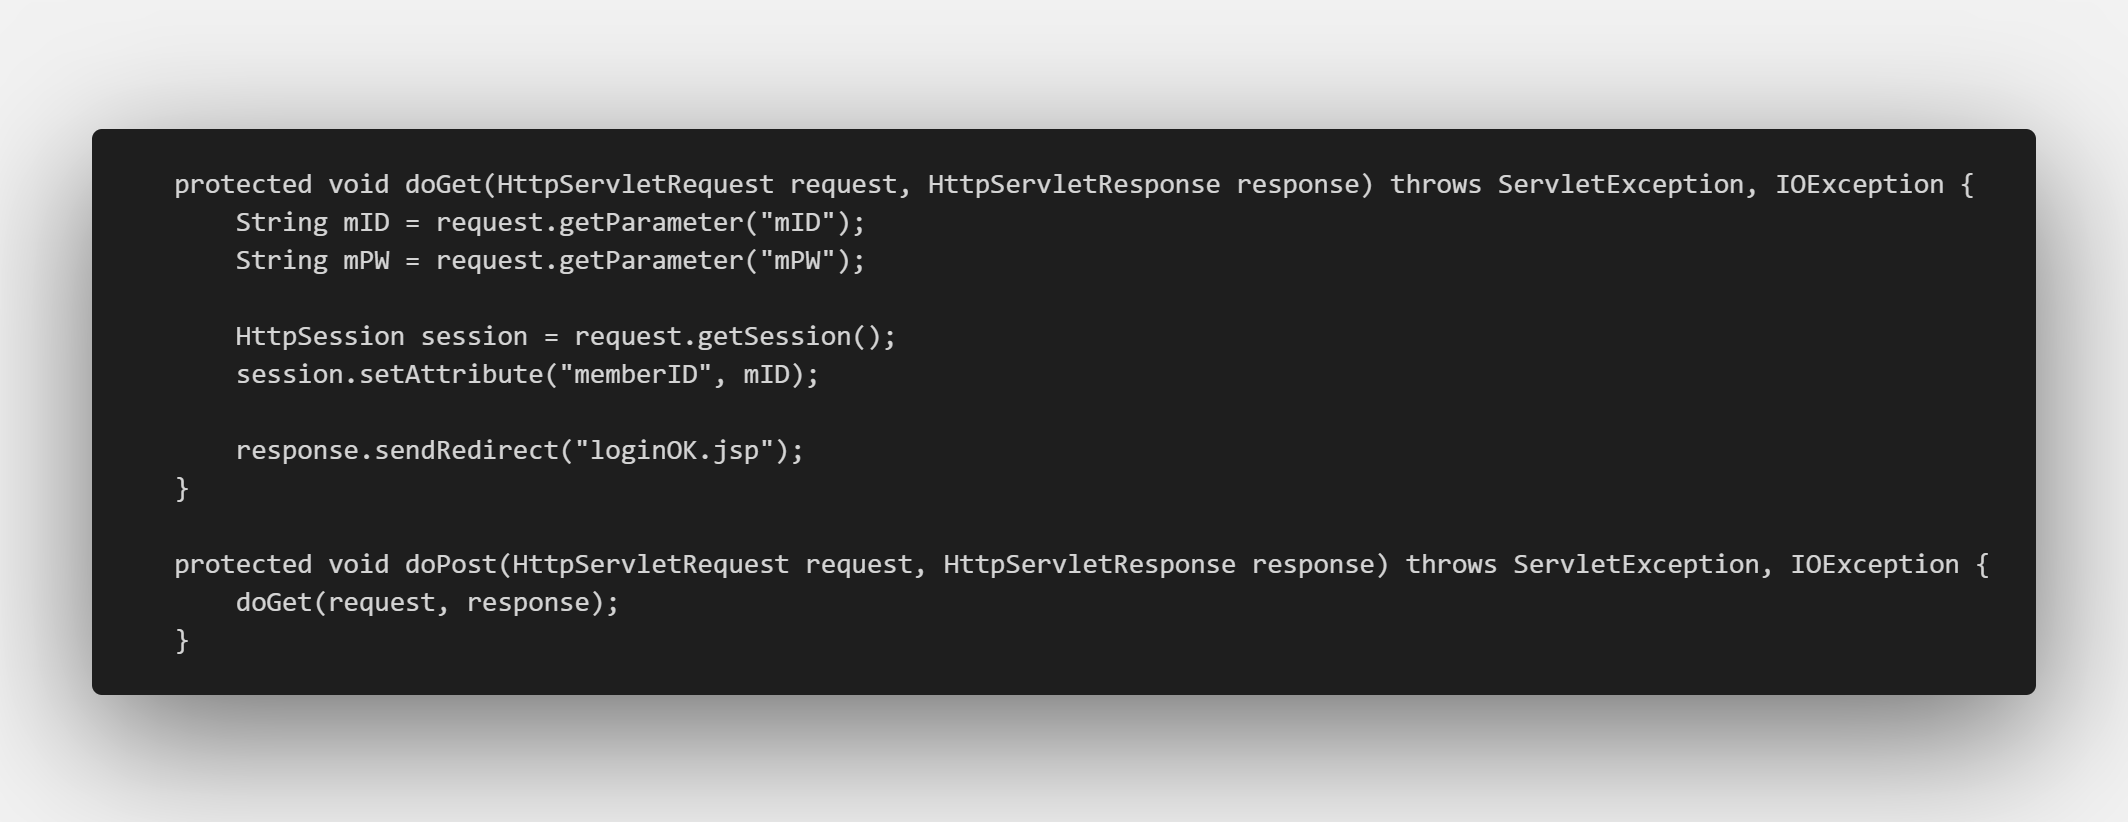 protected void doGet(HttpServletRequest request, HttpServletResponse response) throws ServletException, IOException {
    String mID = request.getParameter("mID");
    String mPW = request.getParameter("mPW");

    HttpSession session = request.getSession();
    session.setAttribute("memberID", mID);

    response.sendRedirect("loginOK.jsp");
}

protected void doPost(HttpServletRequest request, HttpServletResponse response) throws ServletException, IOException {
    doGet(request, response);
}